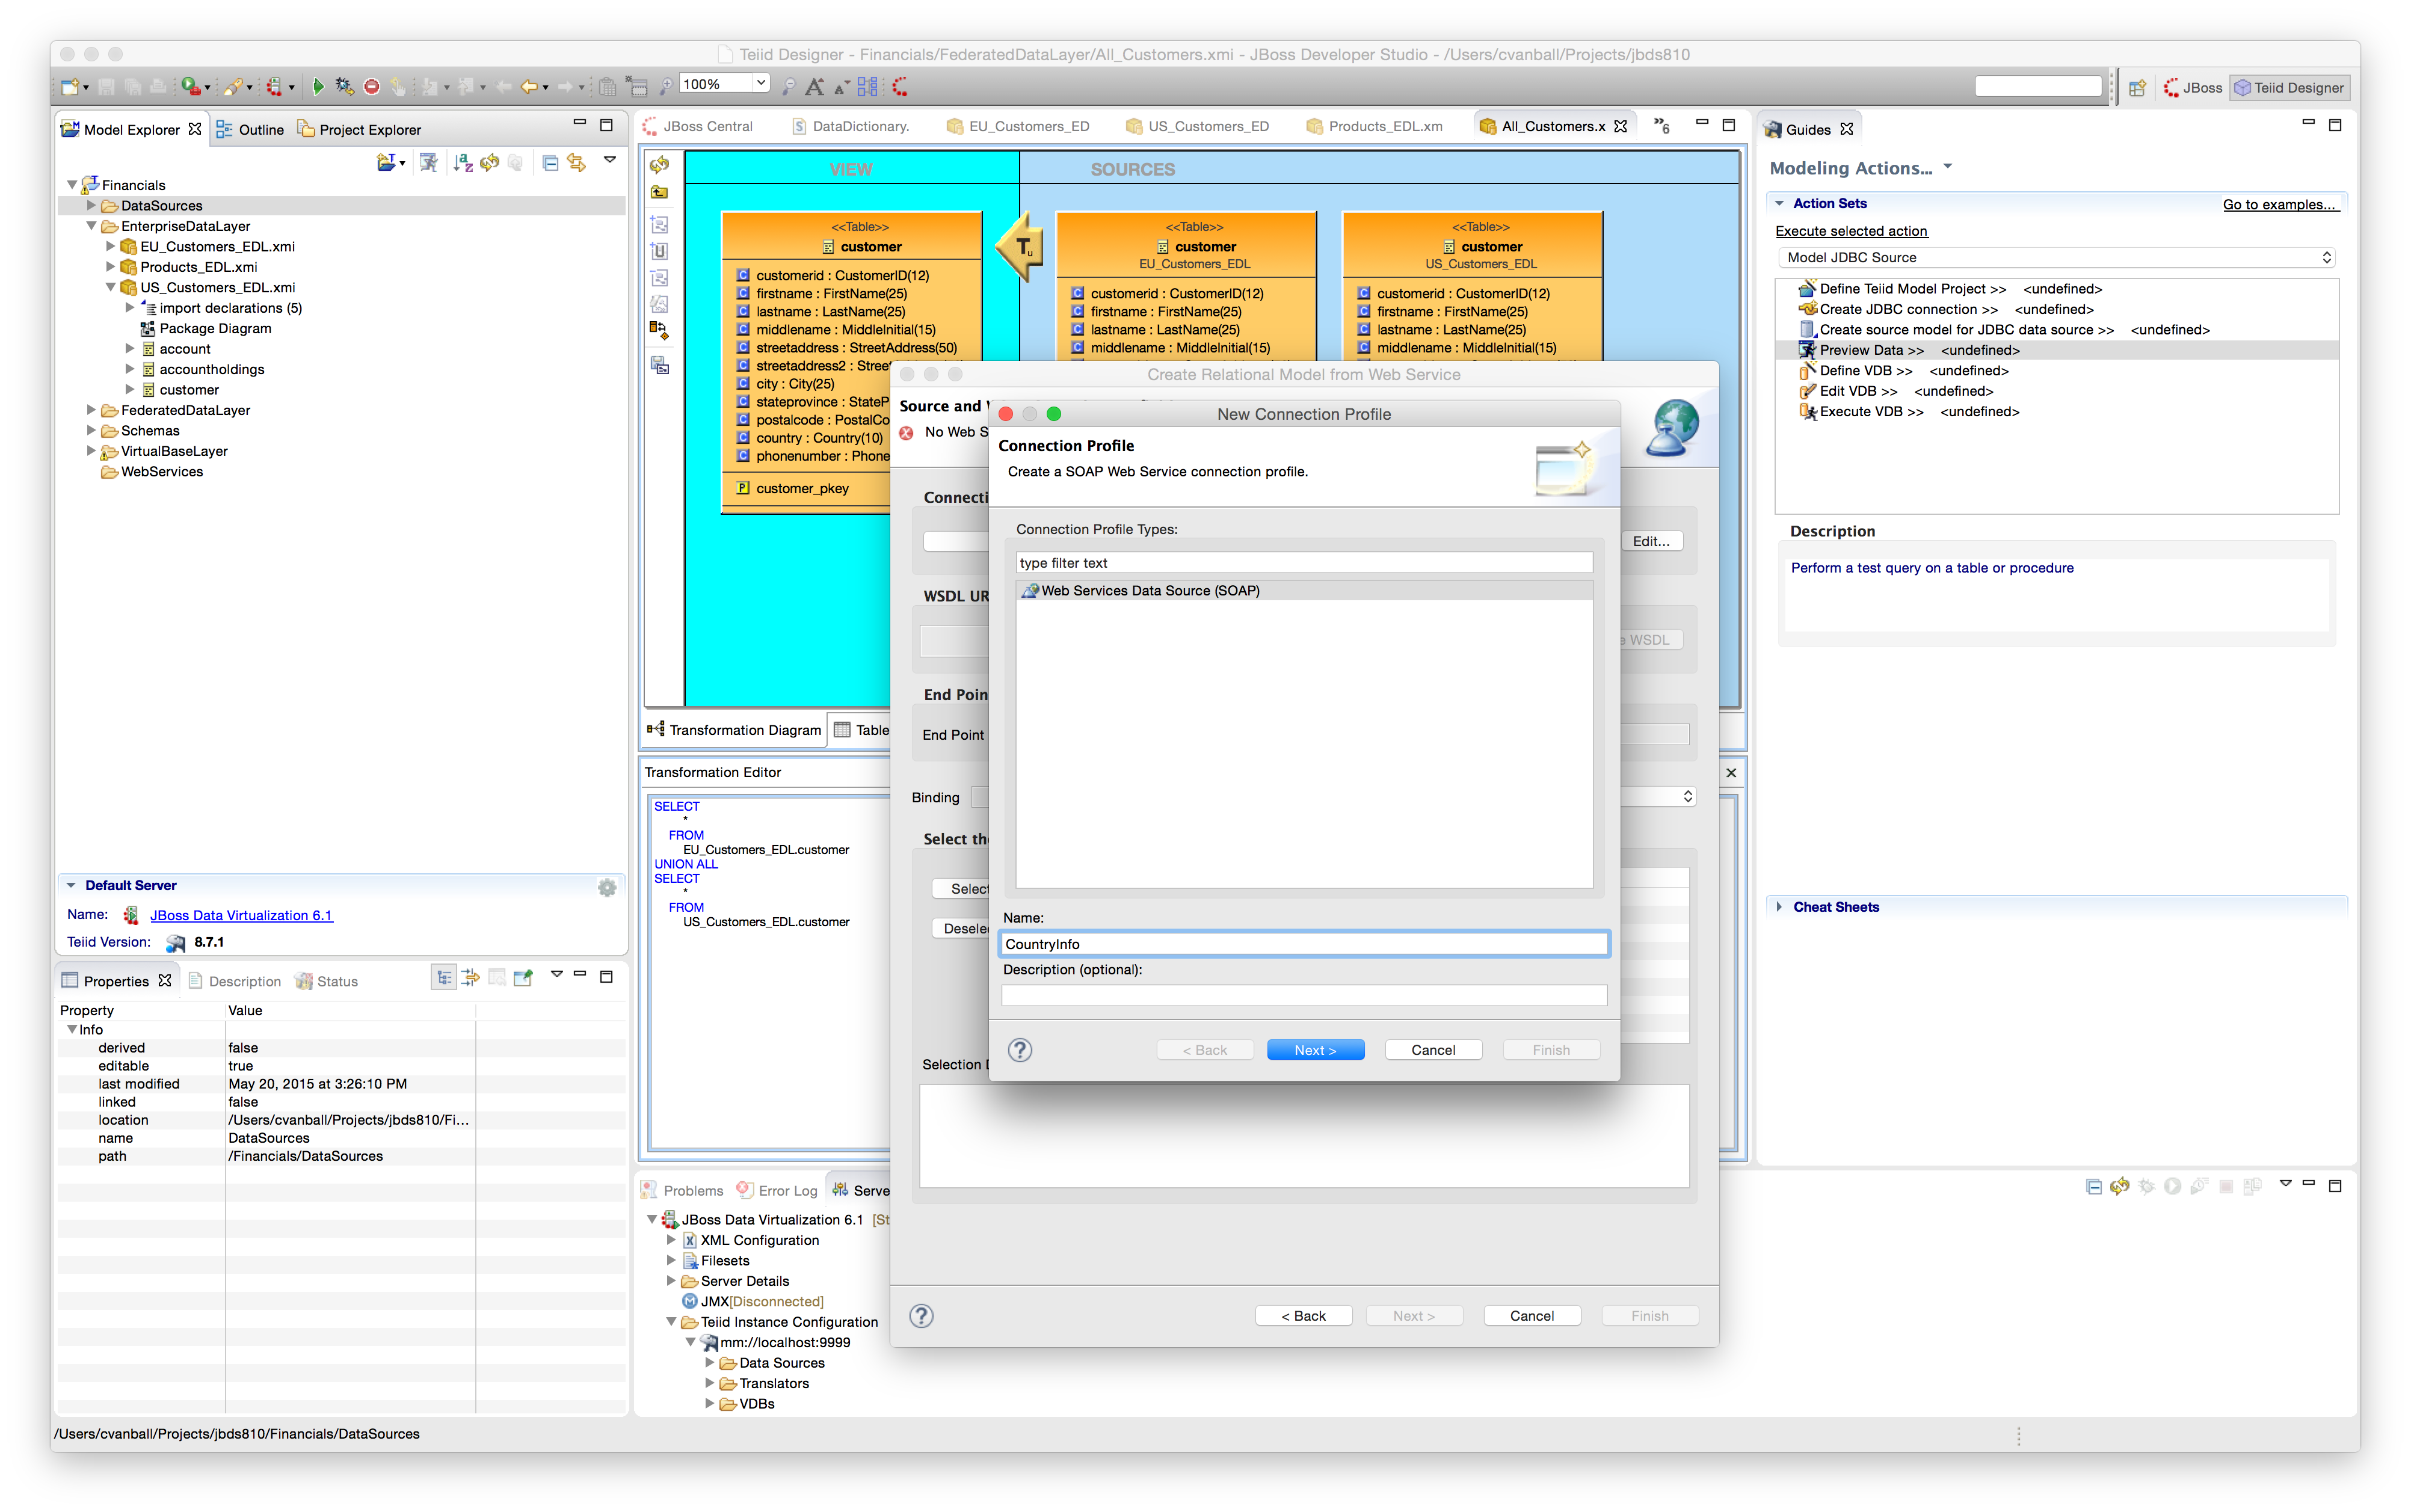 Teiid Designer - Financials/FederatedDataLayer/All_Customers.xmi - JBoss Developer Studio - /Users/cvanball/Projects/jbds810
100%
JBoss
Teiid Designer
Model Explorer
Outline
Project Explorer
Financials
DataSources
EnterpriseDataLayer
EU_Customers_EDL.xmi
Products_EDL.xmi
US_Customers_EDL.xmi
import declarations (5)
Package Diagram
account
accountholdings
customer
FederatedDataLayer
Schemas
VirtualBaseLayer
WebServices
Default Server
Name: JBoss Data Virtualization 6.1
Teiid Version: 8.7.1
Properties
Description
Status
Property Value
Info
derived false
editable true
last modified May 20, 2015 at 3:26:10 PM
linked false
location /Users/cvanball/Projects/jbds810/Fi...
name DataSources
path /Financials/DataSources
/Users/cvanball/Projects/jbds810/Financials/DataSources
JBoss Central
DataDictionary.
EU_Customers_ED
US_Customers_ED
Products_EDL.xm
All_Customers.x
»6
VIEW
SOURCES
<<Table>>
customer
customerid : CustomerID(12)
firstname : FirstName(25)
lastname : LastName(25)
middlename : MiddleInitial(15)
streetaddress : StreetAddress(50)
streetaddress2 : Street
city : City(25)
stateprovince : StateP
postalcode : PostalCo
country : Country(10)
phonenumber : Phone
customer_pkey
Tu
<<Table>>
customer
EU_Customers_EDL
customerid : CustomerID(12)
firstname : FirstName(25)
lastname : LastName(25)
middlename : MiddleInitial(15)
<<Table>>
customer
US_Customers_EDL
customerid : CustomerID(12)
firstname : FirstName(25)
lastname : LastName(25)
middlename : MiddleInitial(15)
Transformation Diagram
Table
Transformation Editor
SELECT
*
FROM
EU_Customers_EDL.customer
UNION ALL
SELECT
*
FROM
US_Customers_EDL.customer
Problems
Error Log
Serve
JBoss Data Virtualization 6.1 [St
XML Configuration
Filesets
Server Details
JMX[Disconnected]
Teiid Instance Configuration
mm://localhost:9999
Data Sources
Translators
VDBs
Create Relational Model from Web Service
Source and
No Web S
Connecti
Edit...
WSDL UR
e WSDL
End Poin
End Point
Binding
Select the
Select
Desele
Selection
< Back
Next >
Cancel
Finish
New Connection Profile
Connection Profile
Create a SOAP Web Service connection profile.
Connection Profile Types:
type filter text
Web Services Data Source (SOAP)
Name:
CountryInfo
Description (optional):
< Back
Next >
Cancel
Finish
Guides
Modeling Actions...
Action Sets
Go to examples...
Execute selected action
Model JDBC Source
Define Teiid Model Project >> <undefined>
Create JDBC connection >> <undefined>
Create source model for JDBC data source >> <undefined>
Preview Data >> <undefined>
Define VDB >> <undefined>
Edit VDB >> <undefined>
Execute VDB >> <undefined>
Description
Perform a test query on a table or procedure
Cheat Sheets